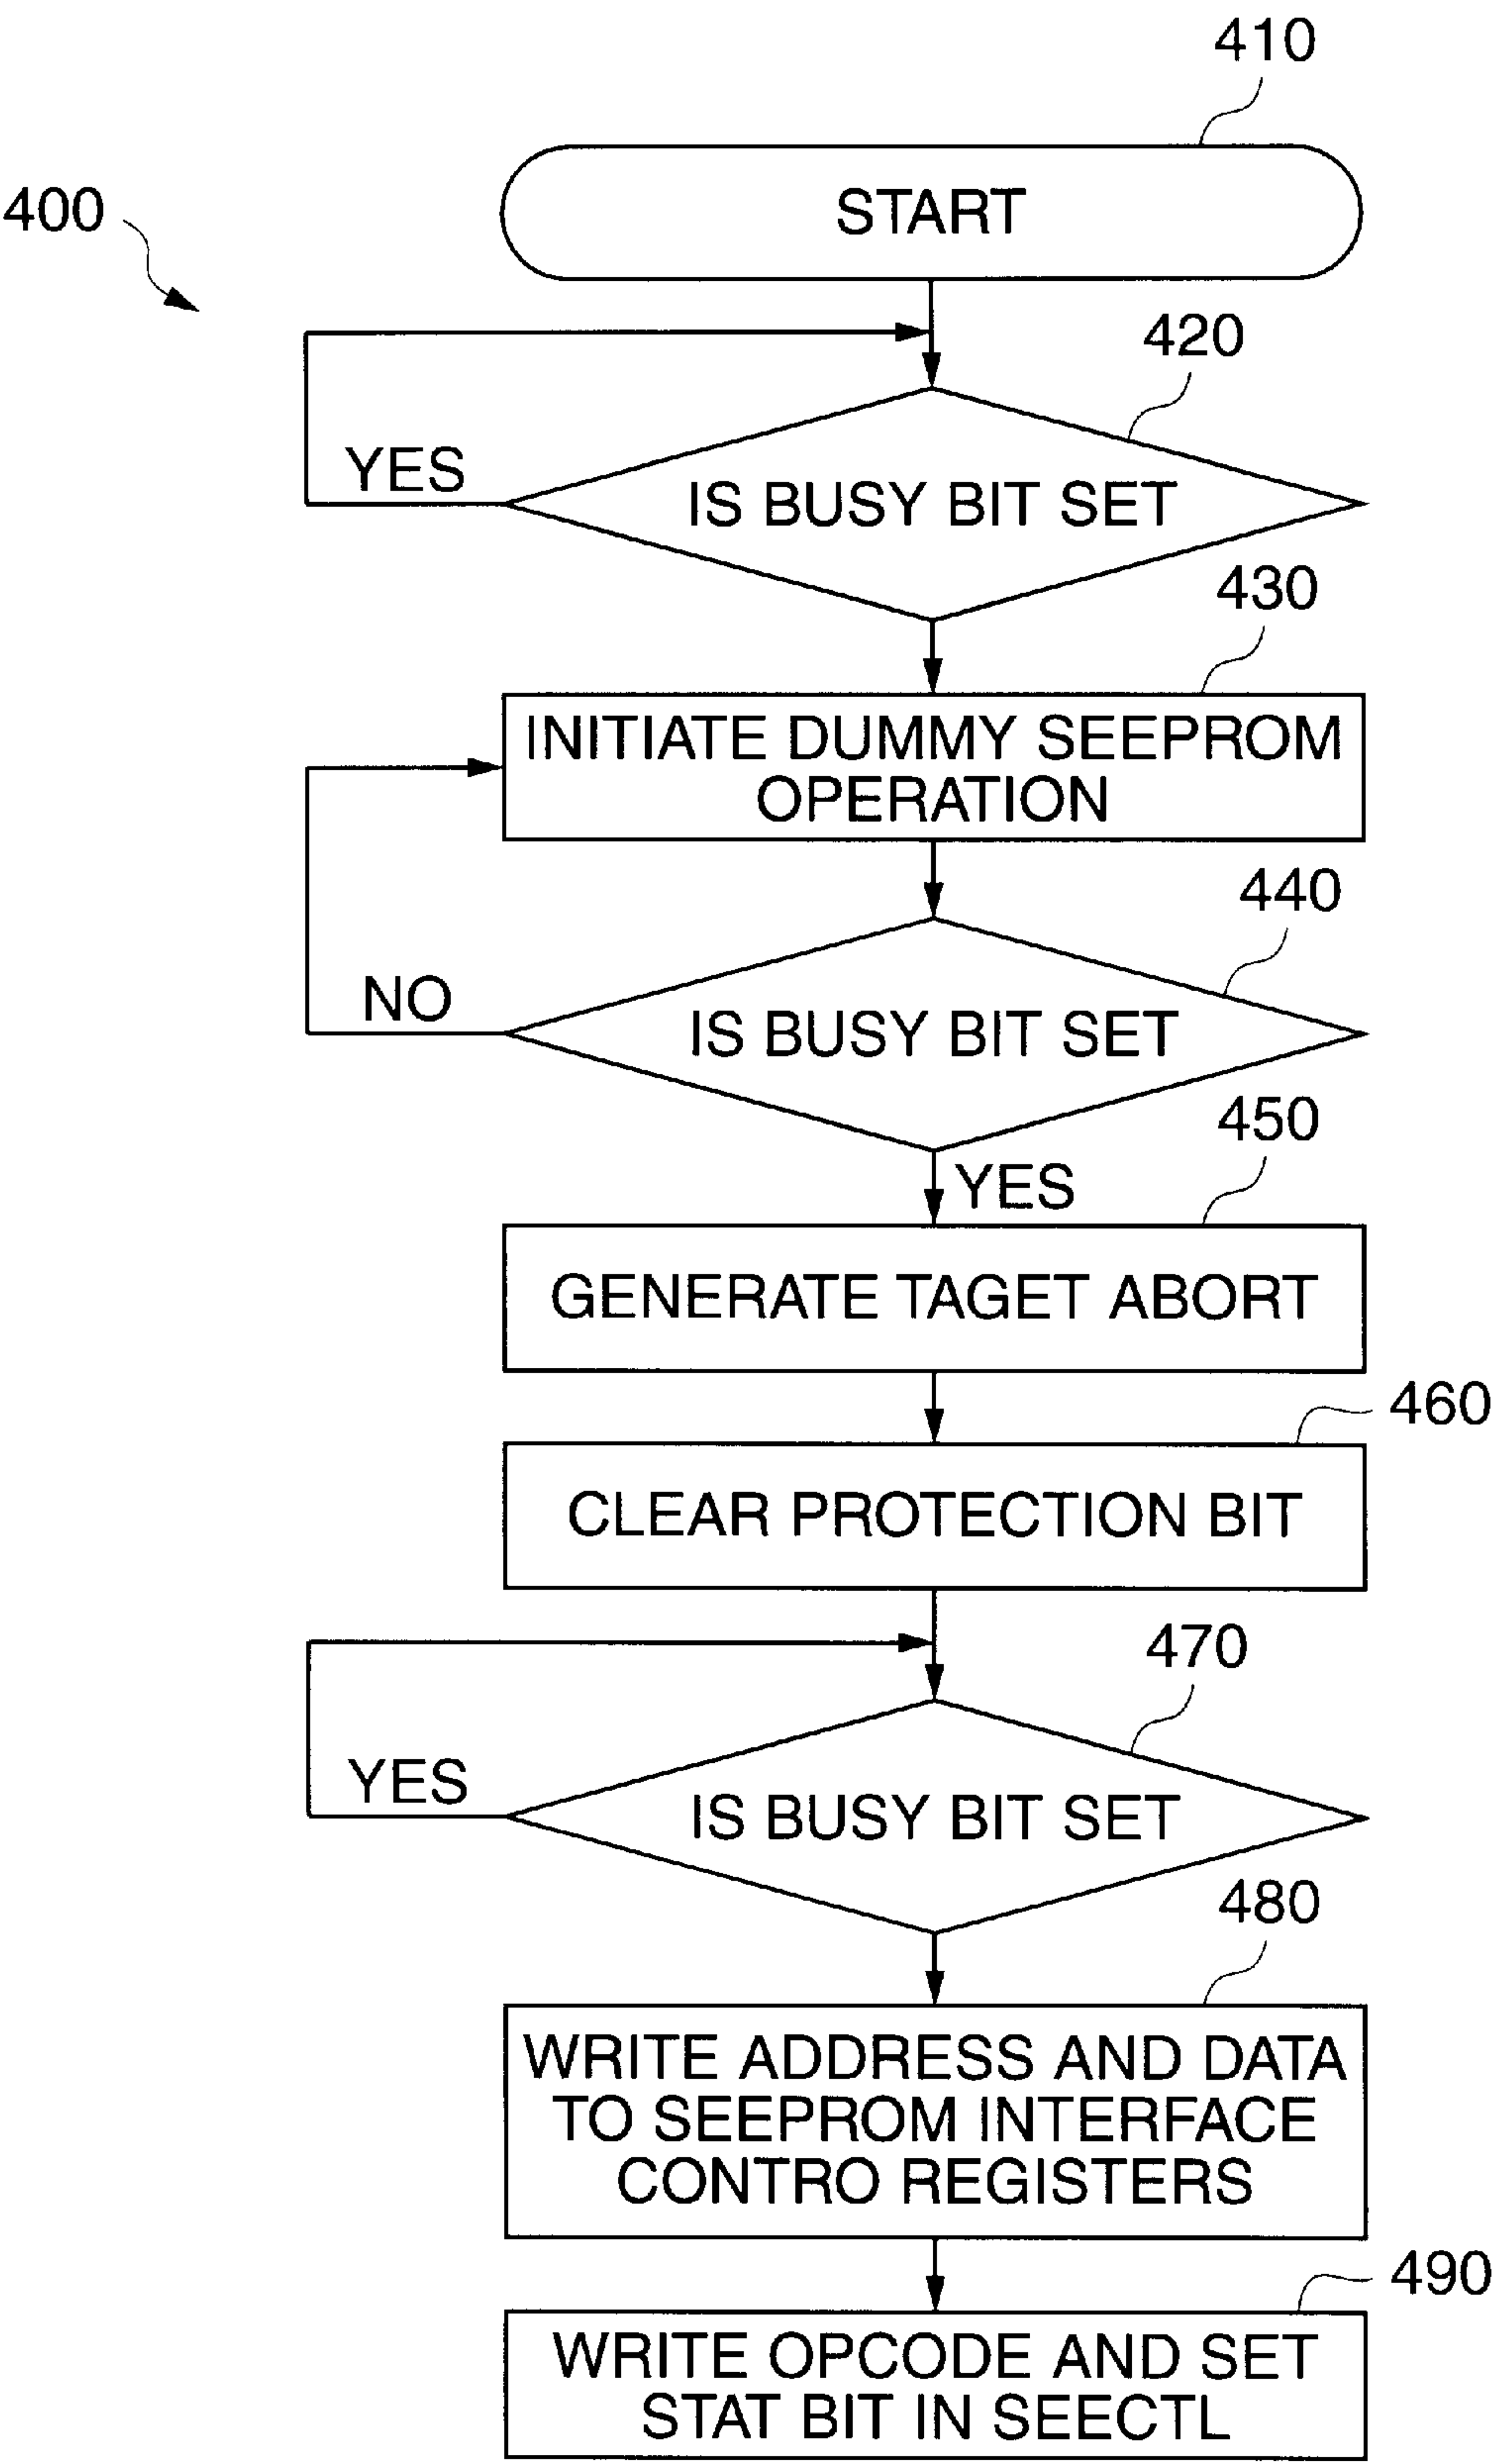 410
START
400
420
YES
IS BUSY BIT SET
430
INITIATE DUMMY SEEPROM
OPERATION
440
NO
IS BUSY BIT SET
450
YES
GENERATE TAGET ABORT
460
CLEAR PROTECTION BIT
470
YES
IS BUSY BIT SET
480
WRITE ADDRESS AND DATA
TO SEEPROM INTERFACE
CONTRO REGISTERS
490
WRITE OPCODE AND SET
STAT BIT IN SEECTL